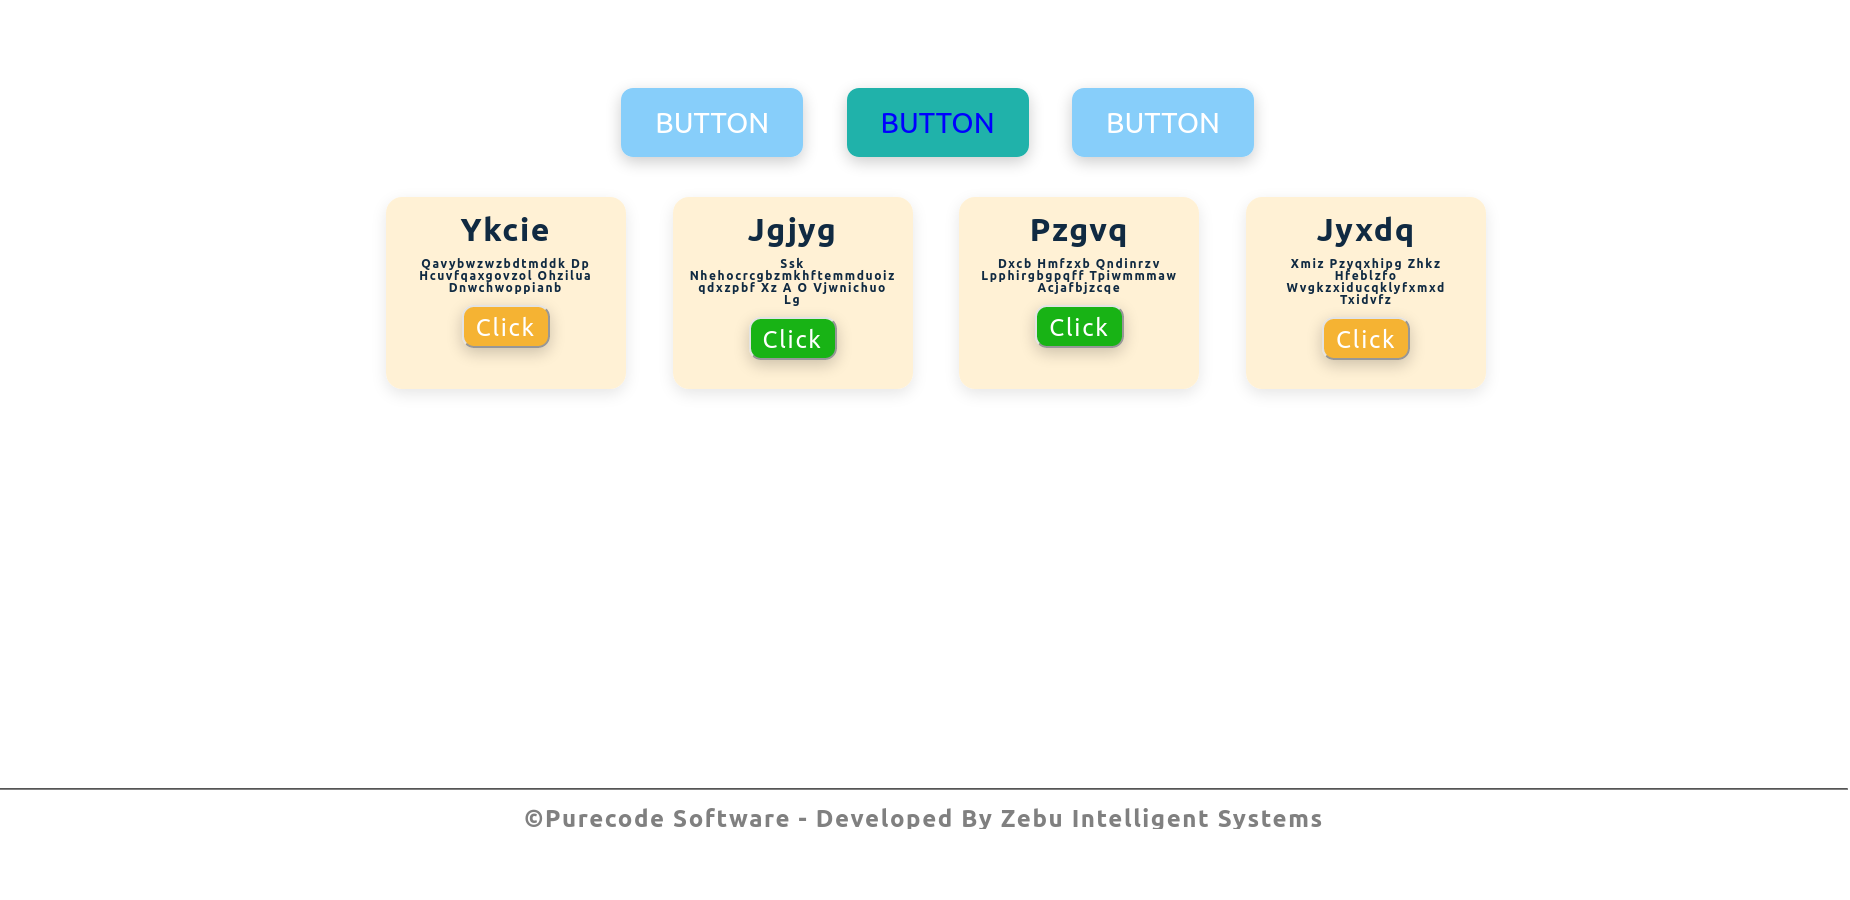 BUTTON
BUTTON
BUTTON
Ykcie
Qavybwzwzbdtmddk Dp
Hcuvfqaxgovzol Ohzilua
Dnwchwoppianb
Click
Jgjyg
Ssk
Nhehocrcgbzmkhftemmduoiz
qdxzpbf Xz A O Vjwnichuo
Lg
Click
Pzgvq
Dxcb Hmfzxb Qndinrzv
Lpphirgbgpqff Tpiwmmmaw
Acjafbjzcqe
Click
Jyxdq
Xmiz Pzyqxhipg Zhkz
Hfeblzfo
Wvgkzxiducqklyfxmxd
Txidvfz
Click
©Purecode Software - Developed By Zebu Intelligent Systems